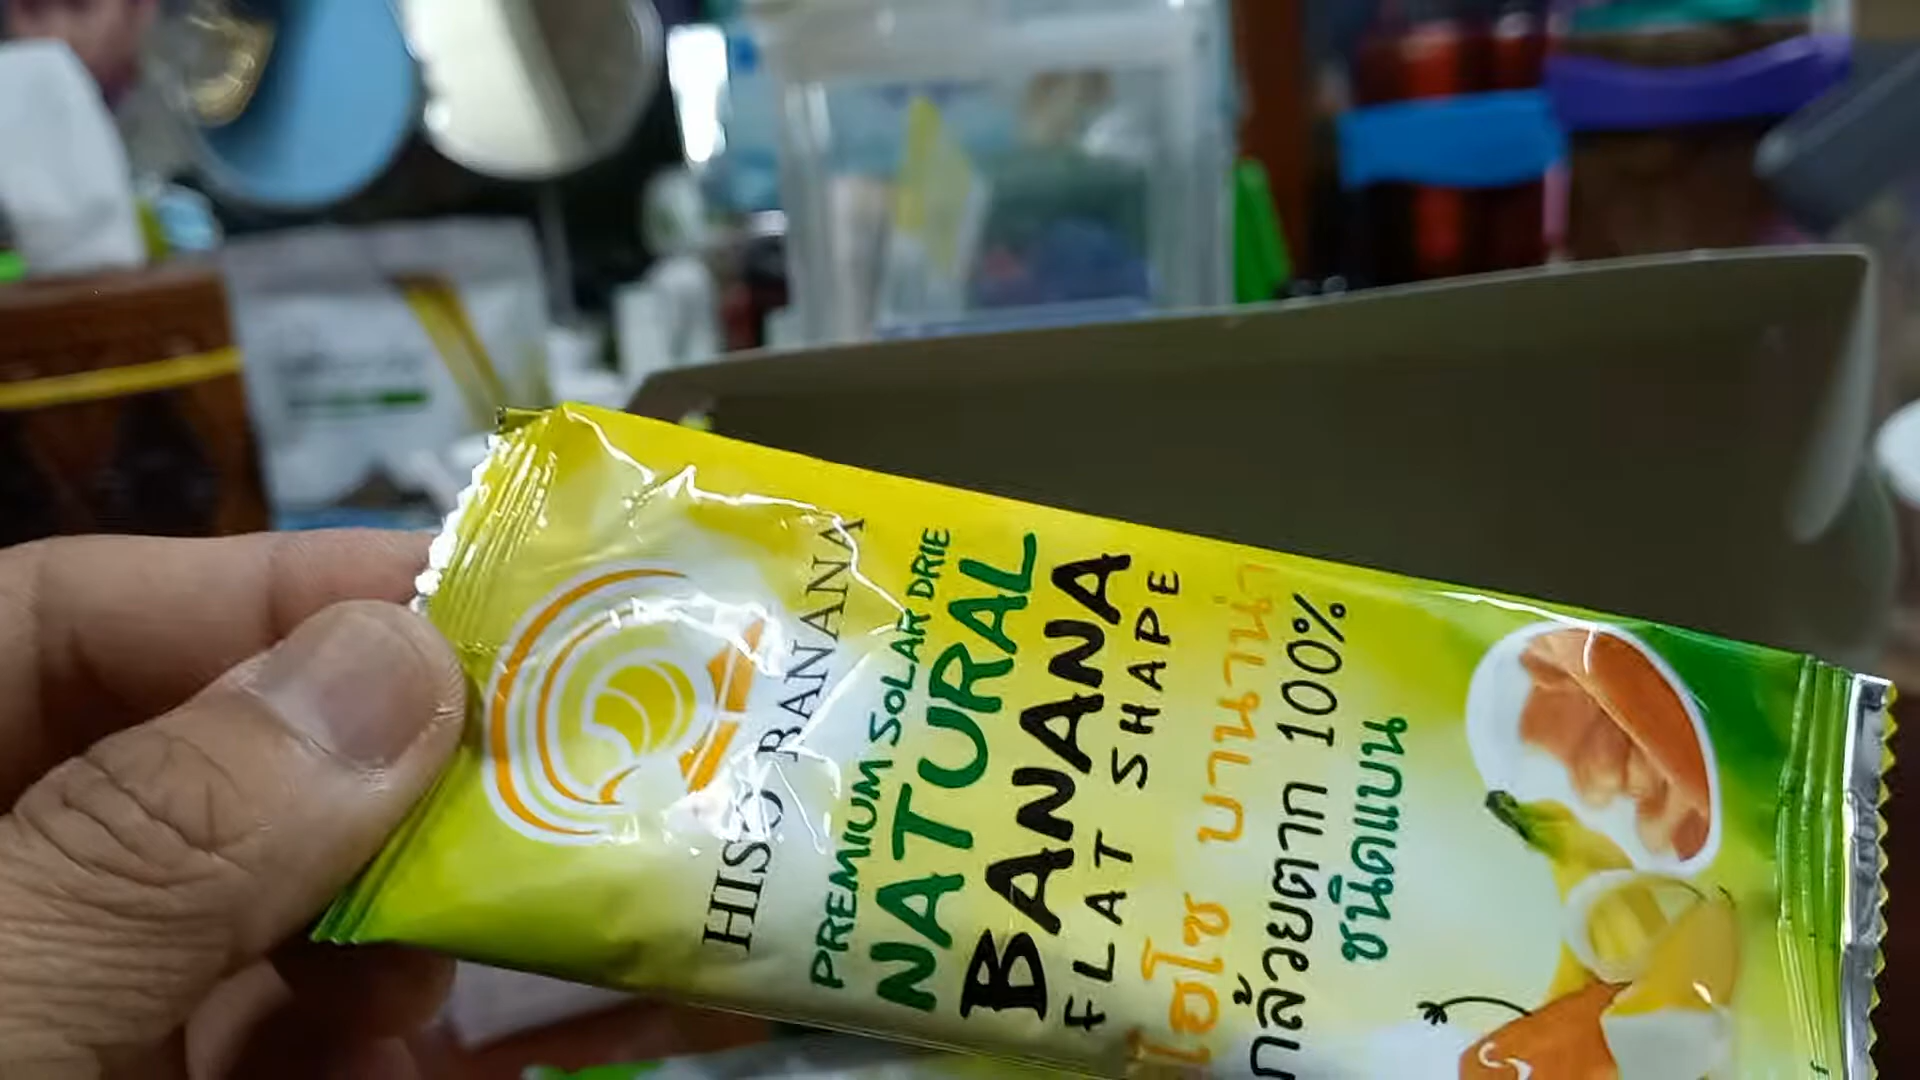 HISO BANANA
PREMIUM SOLAR DRIE
NATURAL
BANANA
FLAT SHAPE
ไฮโซ บานาน่า
กล้วยตาก 100%
ชนิดแบน